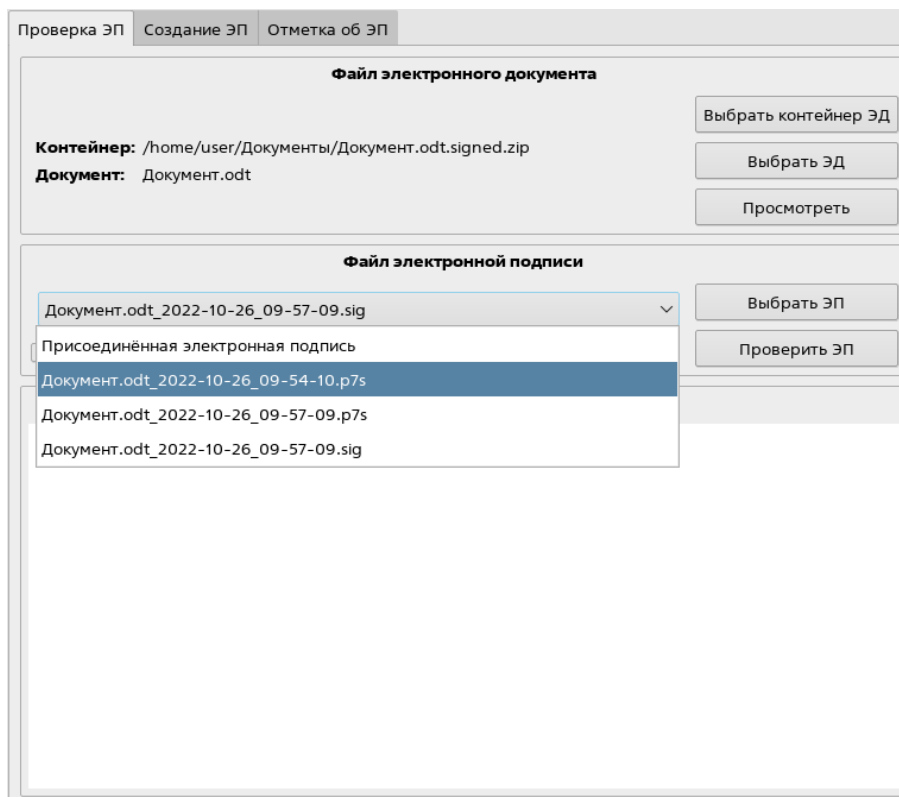 Проверка ЭП Создание ЭП Отметка об ЭП
Файл электронного документа
Выбрать контейнер ЭД
Контейнер: /home/user/Документы/Документ.odt.signed.zip
Выбрать ЭД
Документ: Документ.odt
Просмотреть
Файл электронной подписи
Документ.odt_2022-10-26_09-57-09.sig
Выбрать ЭП
Присоединённая электронная подпись
Проверить ЭП
Документ.odt_2022-10-26_09-54-10.p7s
Документ.odt_2022-10-26_09-57-09.p7s
Документ.odt_2022-10-26_09-57-09.sig